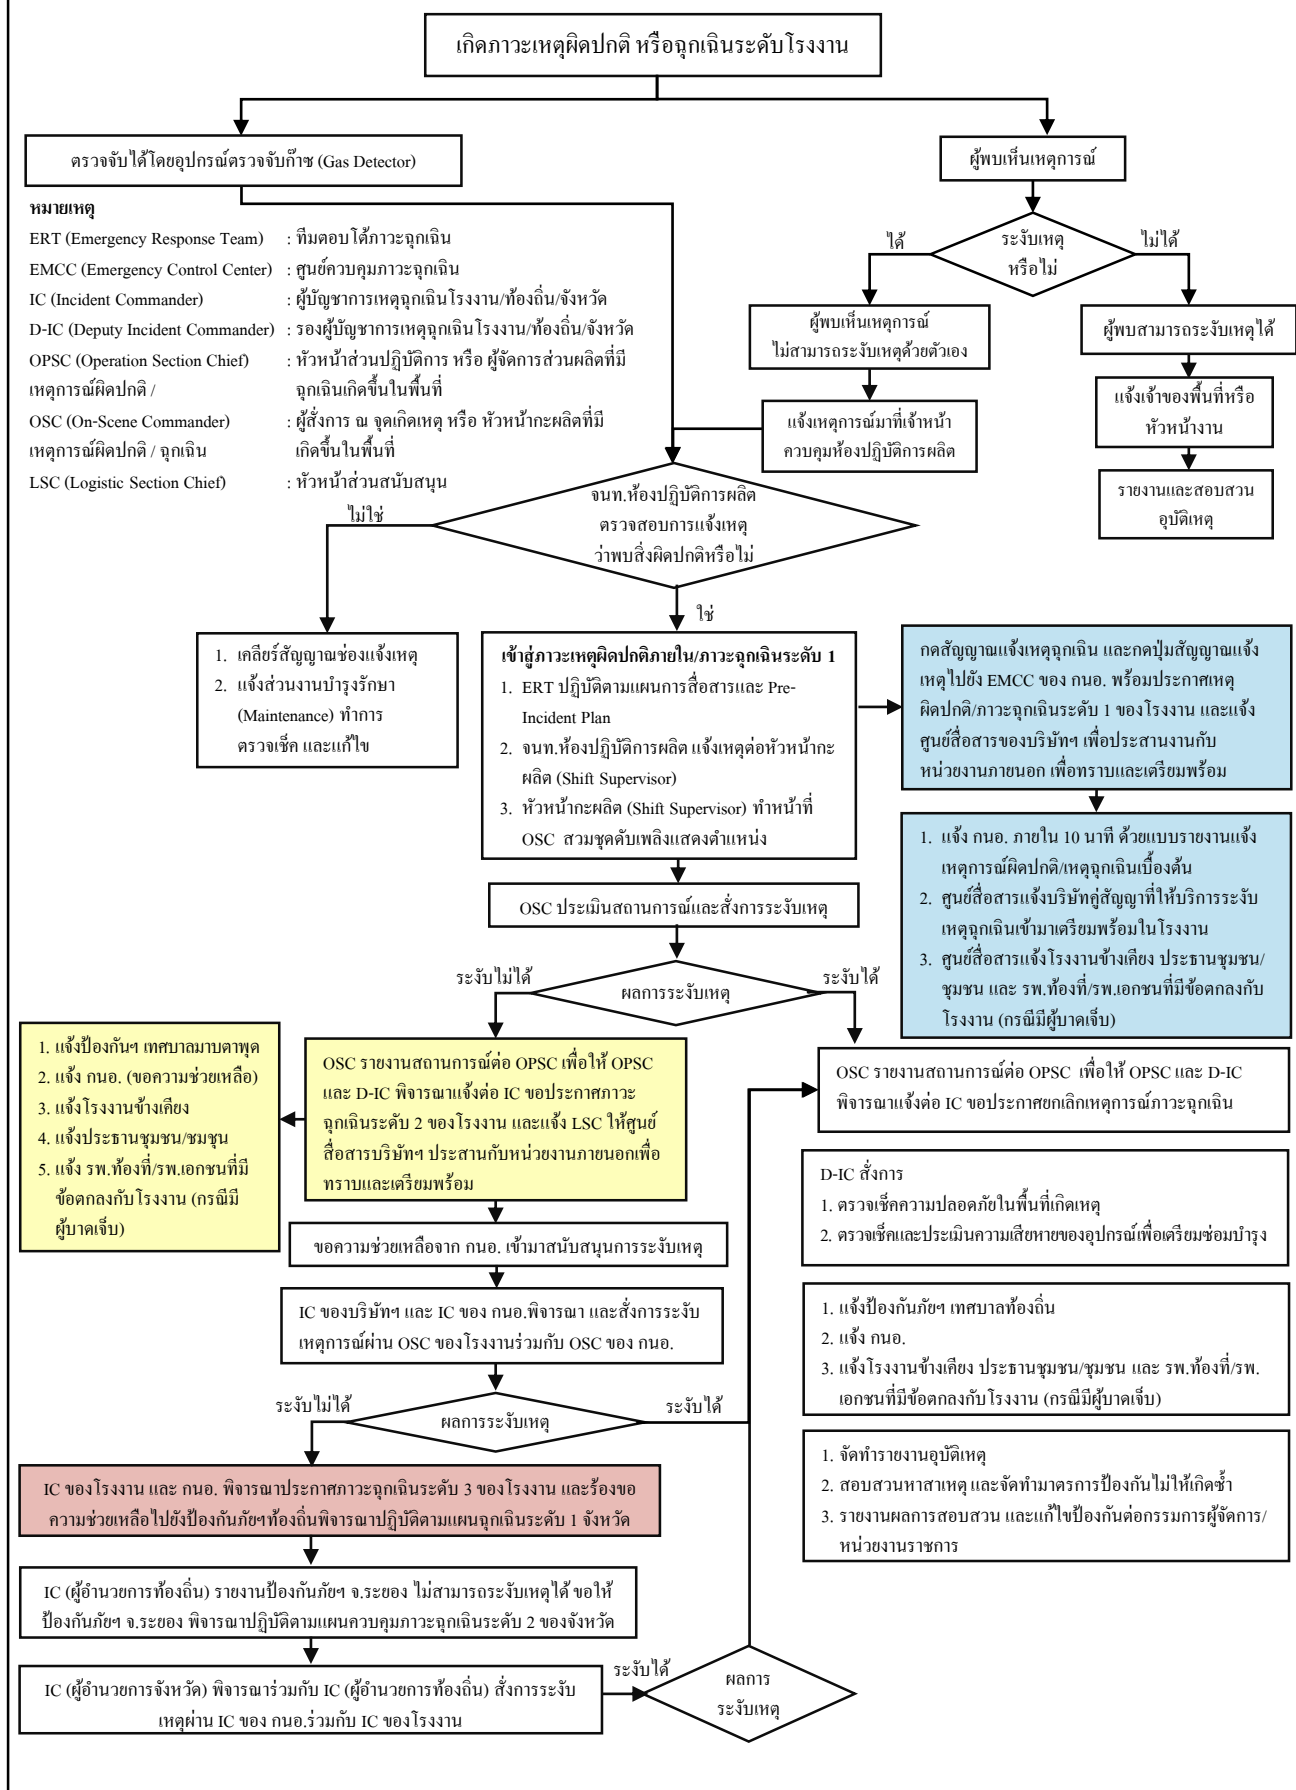 เกิดภาวะเหตุผิดปกติ หรือฉุกเฉินระดับโรงงาน
ตรวจจับได้โดยอุปกรณ์ตรวจจับก๊าซ (Gas Detector)
ผู้พบเห็นเหตุการณ์
หมายเหตุ
ERT (Emergency Response Team) : ทีมตอบโต้ภาวะฉุกเฉิน
EMCC (Emergency Control Center) : ศูนย์ควบคุมภาวะฉุกเฉิน
IC (Incident Commander) : ผู้บัญชาการเหตุฉุกเฉินโรงงาน/ท้องถิ่น/จังหวัด
D-IC (Deputy Incident Commander) : รองผู้บัญชาการเหตุฉุกเฉินโรงงาน/ท้องถิ่น/จังหวัด
OPSC (Operation Section Chief) : หัวหน้าส่วนปฏิบัติการ หรือ ผู้จัดการส่วนผลิตที่มี
เหตุการณ์ผิดปกติ / ฉุกเฉินเกิดขึ้นในพื้นที่
OSC (On-Scene Commander) : ผู้สั่งการ ณ จุดเกิดเหตุ หรือ หัวหน้ากะผลิตที่มี
เหตุการณ์ผิดปกติ / ฉุกเฉิน เกิดขึ้นในพื้นที่
LSC (Logistic Section Chief) : หัวหน้าส่วนสนับสนุน
ได้
ระงับเหตุ
หรือไม่
ไม่ได้
ผู้พบเห็นเหตุการณ์
ไม่สามารถระงับเหตุด้วยตัวเอง
ผู้พบสามารถระงับเหตุได้
แจ้งเหตุการณ์มาที่เจ้าหน้า
ควบคุมห้องปฏิบัติการผลิต
แจ้งเจ้าของพื้นที่หรือ
หัวหน้างาน
รายงานและสอบสวน
อุบัติเหตุ
จนท.ห้องปฏิบัติการผลิต
ตรวจสอบการแจ้งเหตุ
ว่าพบสิ่งผิดปกติหรือไม่
ไม่ใช่
ใช่
1. เคลียร์สัญญาณช่องแจ้งเหตุ
2. แจ้งส่วนงานบำรุงรักษา
(Maintenance) ทำการ
ตรวจเช็ค และแก้ไข
เข้าสู่ภาวะเหตุผิดปกติภายใน/ภาวะฉุกเฉินระดับ 1
1. ERT ปฏิบัติตามแผนการสื่อสารและ Pre-
Incident Plan
2. จนท.ห้องปฏิบัติการผลิต แจ้งเหตุต่อหัวหน้ากะ
ผลิต (Shift Supervisor)
3. หัวหน้ากะผลิต (Shift Supervisor) ทำหน้าที่
OSC สวมชุดดับเพลิงแสดงตำแหน่ง
กดสัญญาณแจ้งเหตุฉุกเฉิน และกดปุ่มสัญญาณแจ้ง
เหตุไปยัง EMCC ของ กนอ. พร้อมประกาศเหตุ
ผิดปกติ/ภาวะฉุกเฉินระดับ 1 ของโรงงาน และแจ้ง
ศูนย์สื่อสารของบริษัทฯ เพื่อประสานงานกับ
หน่วยงานภายนอก เพื่อทราบและเตรียมพร้อม
1. แจ้ง กนอ. ภายใน 10 นาที ด้วยแบบรายงานแจ้ง
เหตุการณ์ผิดปกติ/เหตุฉุกเฉินเบื้องต้น
2. ศูนย์สื่อสารแจ้งบริษัทคู่สัญญาที่ให้บริการระงับ
เหตุฉุกเฉินเข้ามาเตรียมพร้อมในโรงงาน
3. ศูนย์สื่อสารแจ้งโรงงานข้างเคียง ประธานชุมชน/
ชุมชน และ รพ.ท้องที่/รพ.เอกชนที่มีข้อตกลงกับ
โรงงาน (กรณีมีผู้บาดเจ็บ)
OSC ประเมินสถานการณ์และสั่งการระงับเหตุ
ระงับไม่ได้
ผลการระงับเหตุ
ระงับได้
1. แจ้งป้องกันฯ เทศบาลมาบตาพุด
2. แจ้ง กนอ. (ขอความช่วยเหลือ)
3. แจ้งโรงงานข้างเคียง
4. แจ้งประธานชุมชน/ชมชุน
5. แจ้ง รพ.ท้องที่/รพ.เอกชนที่มี
ข้อตกลงกับโรงงาน (กรณีมี
ผู้บาดเจ็บ)
OSC รายงานสถานการณ์ต่อ OPSC เพื่อให้ OPSC
และ D-IC พิจารณาแจ้งต่อ IC ขอประกาศภาวะ
ฉุกเฉินระดับ 2 ของโรงงาน และแจ้ง LSC ให้ศูนย์
สื่อสารบริษัทฯ ประสานกับหน่วยงานภายนอกเพื่อ
ทราบและเตรียมพร้อม
OSC รายงานสถานการณ์ต่อ OPSC เพื่อให้ OPSC และ D-IC
พิจารณาแจ้งต่อ IC ขอประกาศยกเลิกเหตุการณ์ภาวะฉุกเฉิน
D-IC สั่งการ
1. ตรวจเช็คความปลอดภัยในพื้นที่เกิดเหตุ
2. ตรวจเช็คและประเมินความเสียหายของอุปกรณ์เพื่อเตรียมซ่อมบำรุง
ขอความช่วยเหลือจาก กนอ. เข้ามาสนับสนุนการระงับเหตุ
IC ของบริษัทฯ และ IC ของ กนอ.พิจารณา และสั่งการระงับ
เหตุการณ์ผ่าน OSC ของโรงงานร่วมกับ OSC ของ กนอ.
1. แจ้งป้องกันภัยฯ เทศบาลท้องถิ่น
2. แจ้ง กนอ.
3. แจ้งโรงงานข้างเคียง ประธานชุมชน/ชุมชน และ รพ.ท้องที่/รพ.
เอกชนที่มีข้อตกลงกับโรงงาน (กรณีมีผู้บาดเจ็บ)
ระงับไม่ได้
ผลการระงับเหตุ
ระงับได้
1. จัดทำรายงานอุบัติเหตุ
2. สอบสวนหาสาเหตุ และจัดทำมาตรการป้องกันไม่ให้เกิดซ้ำ
3. รายงานผลการสอบสวน และแก้ไขป้องกันต่อกรรมการผู้จัดการ/
หน่วยงานราชการ
IC ของโรงงาน และ กนอ. พิจารณาประกาศภาวะฉุกเฉินระดับ 3 ของโรงงาน และร้องขอ
ความช่วยเหลือไปยังป้องกันภัยฯท้องถิ่นพิจารณาปฏิบัติตามแผนฉุกเฉินระดับ 1 จังหวัด
IC (ผู้อำนวยการท้องถิ่น) รายงานป้องกันภัยฯ จ.ระยอง ไม่สามารถระงับเหตุได้ ขอให้
ป้องกันภัยฯ จ.ระยอง พิจารณาปฏิบัติตามแผนควบคุมภาวะฉุกเฉินระดับ 2 ของจังหวัด
IC (ผู้อำนวยการจังหวัด) พิจารณาร่วมกับ IC (ผู้อำนวยการท้องถิ่น) สั่งการระงับ
เหตุผ่าน IC ของ กนอ.ร่วมกับ IC ของโรงงาน
ระงับได้
ผลการ
ระงับเหตุ